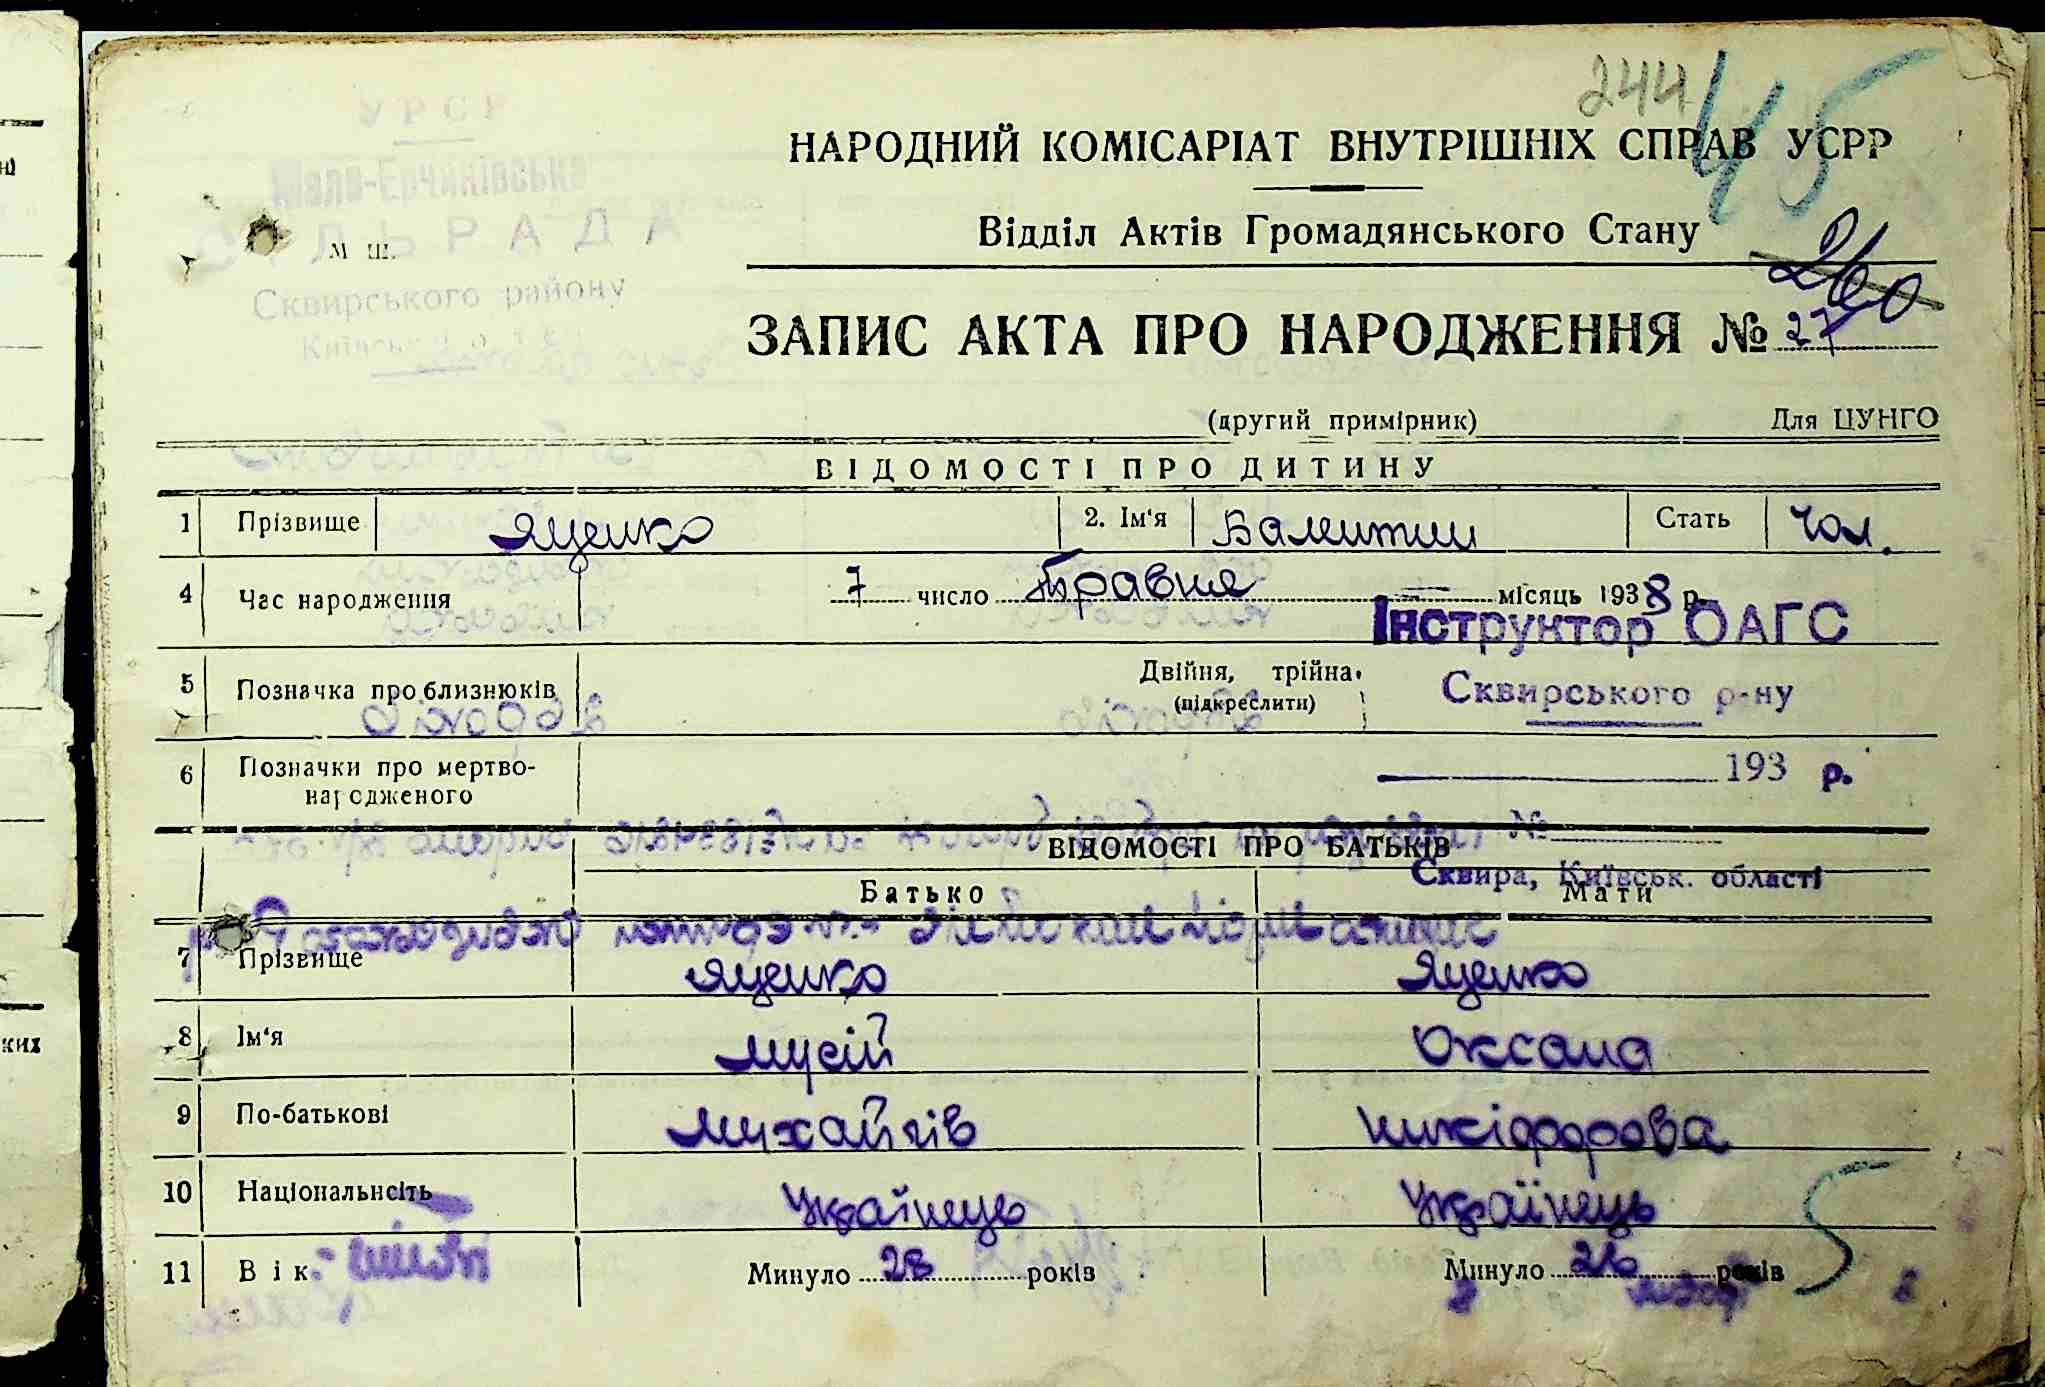 244
45
УРСР
Мало-Єрчиківська
СІЛЬРАДА
м ш.
Сквирського району
НАРОДНИЙ КОМІСАРІАТ ВНУТРІШНІХ СПРАВ УСРР
Відділ Актів Громадянського Стану
260
ЗАПИС АКТА ПРО НАРОДЖЕННЯ № 27
(другий примірник) Для ЦУНГО
ВІДОМОСТІ ПРО ДИТИНУ
1 Прізвище Яценко 2. Ім'я Валентин Стать Чол.
4 Час народження 7 число Травня місяць 1938 р.
Інструктор ОАГС
5 Позначка про близнюків Двійня, трійна
(підкреслити)
Сквирського р-ну
6 Позначки про мертво-
народженого
193 р.
№
ВІДОМОСТІ ПРО БАТЬКІВ
Сквира, Київськ. області
Батько Мати
7 Прізвище Яценко Яценко
8 Ім'я Мусій Оксана
9 По-батькові Михайлів Никіфорова
10 Національнсіть Українець Українець
5
11 Вік Минуло 28 років Минуло 26 років
ких